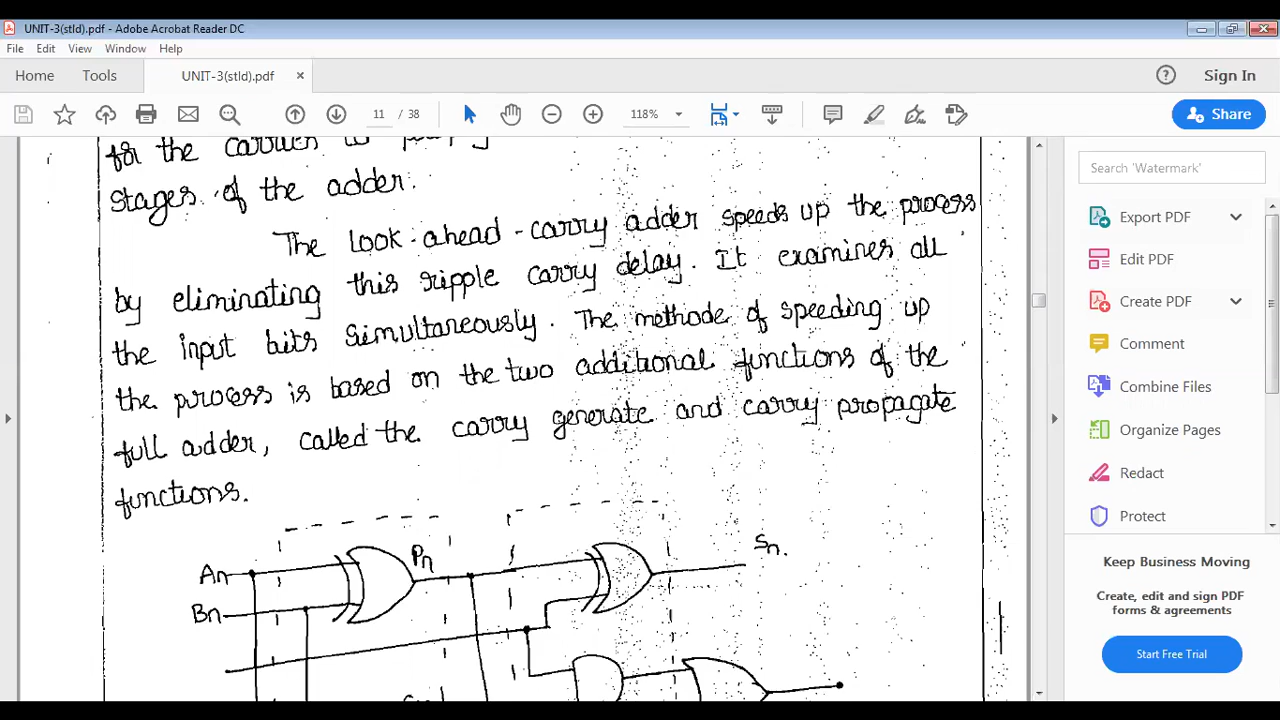 UNIT-3(stld).pdf - Adobe Acrobat Reader DC
File Edit View Window Help
Home Tools UNIT-3(stld).pdf × Sign In
11 / 38 118% Share
for the
stages of the adder.
The look-ahead-carry adder speeds up the process
by eliminating this ripple carry delay. It examines all
the input bits simultaneously. The methode of speeding up
the process is based on the two additional functions of the
full adder, called the carry generate and carry propagate
functions.
An
Pn
Sn.
Bn
Search 'Watermark'
Export PDF
Edit PDF
Create PDF
Comment
Combine Files
Organize Pages
Redact
Protect
Keep Business Moving
Create, edit and sign PDF
forms & agreements
Start Free Trial